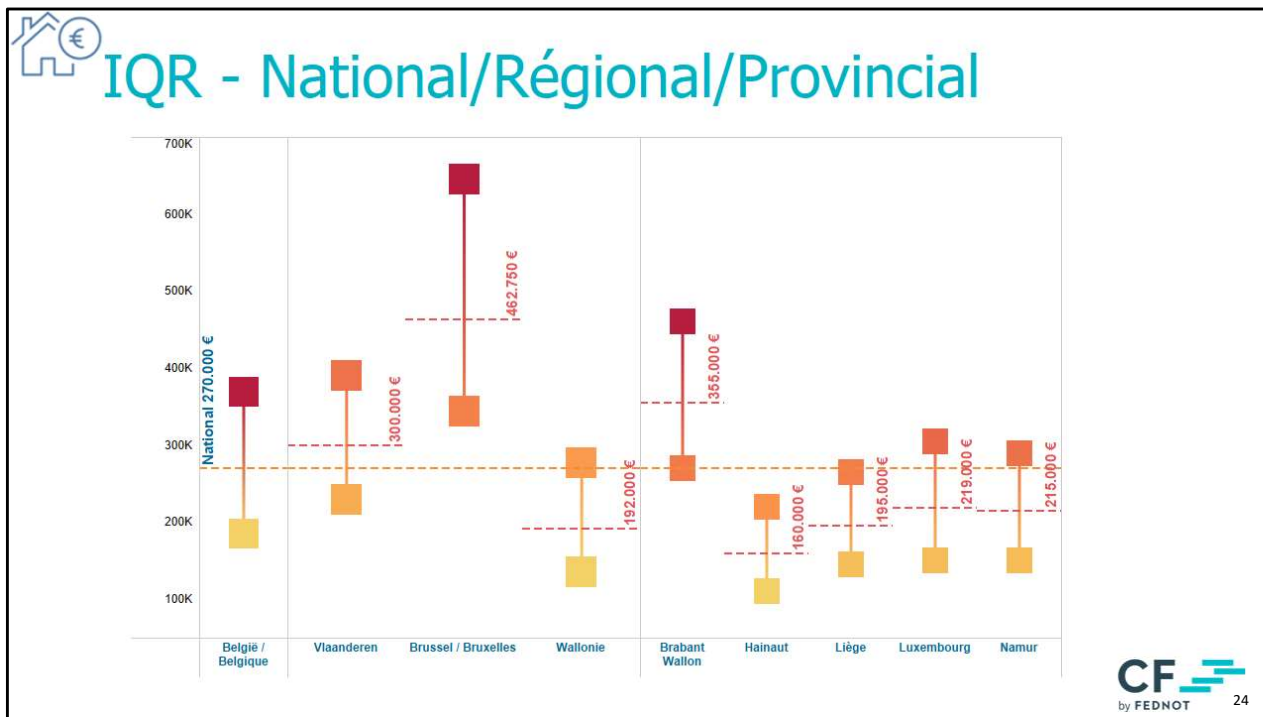 €
IQR - National/Régional/Provincial
700K
600K
500K
400K
300K
200K
100K
National 270.000 €
300.000 €
462.750 €
192.000 €
355.000 €
160.000 €
195.000 €
219.000 €
215.000 €
België /
Belgique
Vlaanderen
Brussel / Bruxelles
Wallonie
Brabant
Wallon
Hainaut
Liège
Luxembourg
Namur
CF
by FEDNOT
24